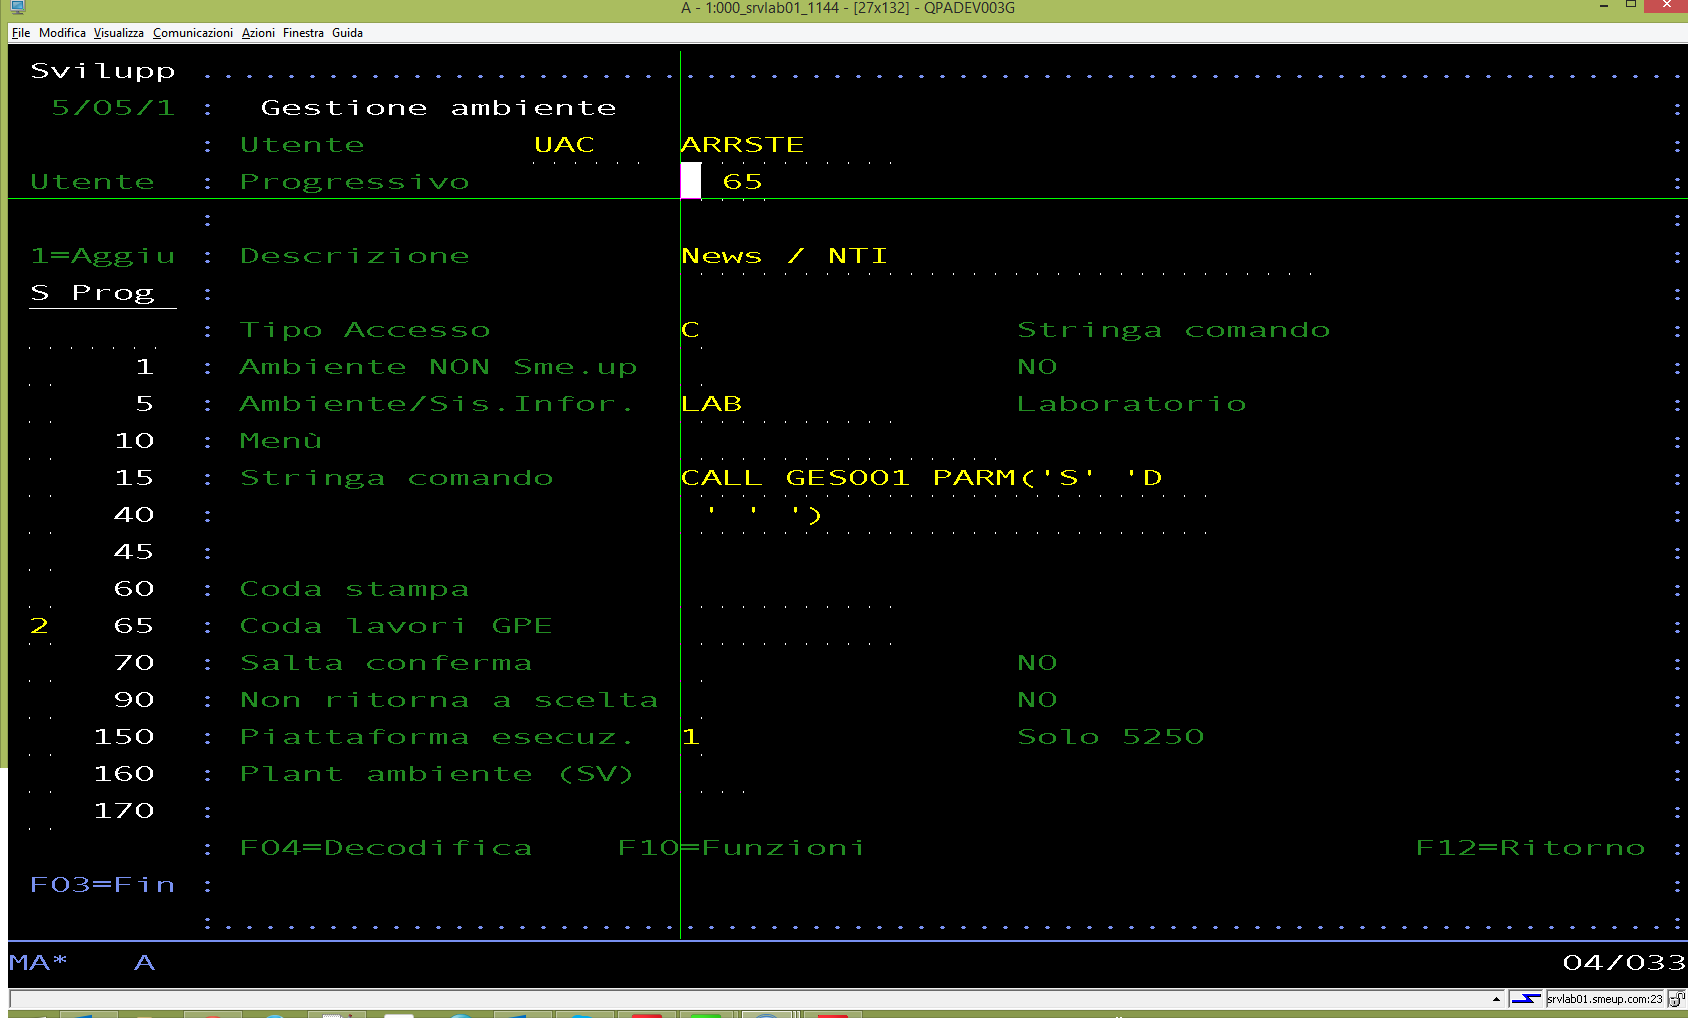 A - 1:000_srvlab01_1144 - [27x132] - QPADEV003G
File Modifica Visualizza Comunicazioni Azioni Finestra Guida
Svilupp
5/05/1 : Gestione ambiente
: Utente UAC ARRSTE
Utente : Progressivo 65
:
1=Aggiu : Descrizione News / NTI
S Prog :
: Tipo Accesso C Stringa comando
1 : Ambiente NON Sme.up NO
5 : Ambiente/Sis.Infor. LAB Laboratorio
10 : Menù
15 : Stringa comando CALL GES001 PARM('S' 'D
40 : ' ' ')
45 :
60 : Coda stampa
2 65 : Coda lavori GPE
70 : Salta conferma NO
90 : Non ritorna a scelta NO
150 : Piattaforma esecuz. 1 Solo 5250
160 : Plant ambiente (SV)
170 :
: F04=Decodifica F10=Funzioni F12=Ritorno :
F03=Fin :
MA* A 04/033
srvlab01.smeup.com:23